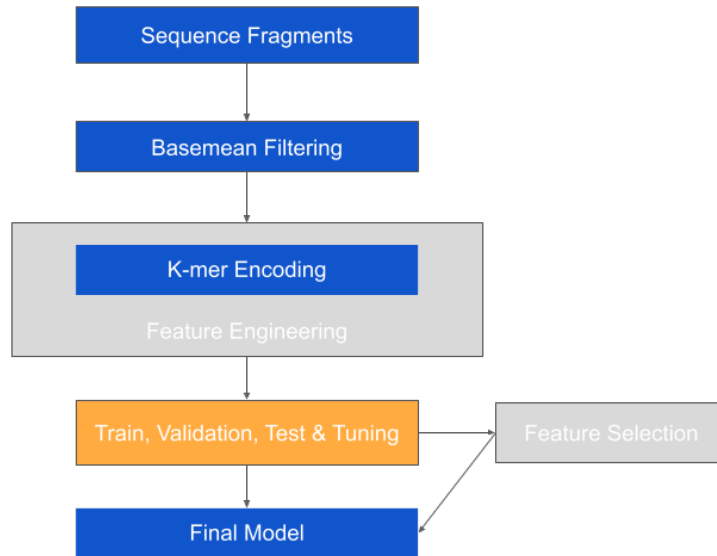 Sequence Fragments
Basemean Filtering
K-mer Encoding
Feature Engineering
Train, Validation, Test & Tuning
Feature Selection
Final Model